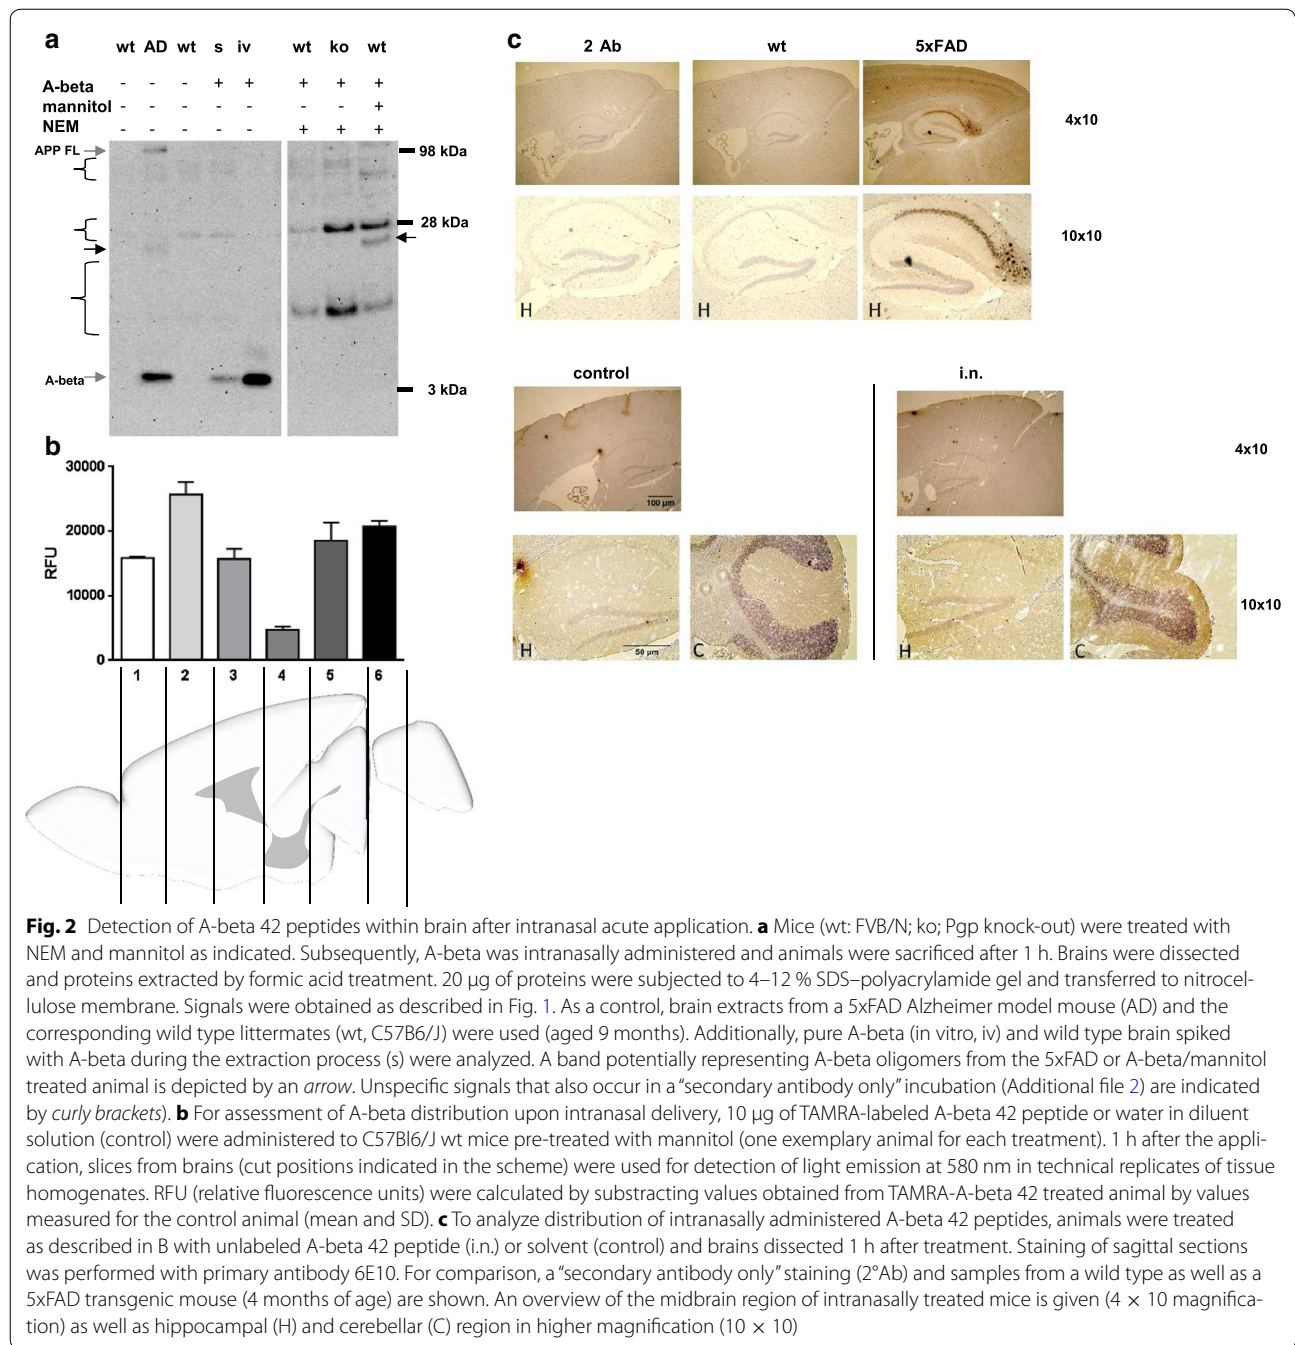 a
wt AD wt s iv wt ko wt
A-beta - - - + + + + +
mannitol - - - - - - - +
NEM - - - - - + + +
APP FL
98 kDa
28 kDa
A-beta
3 kDa
b
30000
20000
10000
0
RFU
1 2 3 4 5 6
c
2 Ab wt 5xFAD
4x10
10x10
H H H
control i.n.
4x10
100 µm
10x10
H C H C
50 µm
Fig. 2 Detection of A-beta 42 peptides within brain after intranasal acute application. a Mice (wt: FVB/N; ko; Pgp knock-out) were treated with
NEM and mannitol as indicated. Subsequently, A-beta was intranasally administered and animals were sacrificed after 1 h. Brains were dissected
and proteins extracted by formic acid treatment. 20 µg of proteins were subjected to 4–12 % SDS–polyacrylamide gel and transferred to nitrocel-
lulose membrane. Signals were obtained as described in Fig. 1. As a control, brain extracts from a 5xFAD Alzheimer model mouse (AD) and the
corresponding wild type littermates (wt, C57B6/J) were used (aged 9 months). Additionally, pure A-beta (in vitro, iv) and wild type brain spiked
with A-beta during the extraction process (s) were analyzed. A band potentially representing A-beta oligomers from the 5xFAD or A-beta/mannitol
treated animal is depicted by an arrow. Unspecific signals that also occur in a “secondary antibody only” incubation (Additional file 2) are indicated
by curly brackets). b For assessment of A-beta distribution upon intranasal delivery, 10 µg of TAMRA-labeled A-beta 42 peptide or water in diluent
solution (control) were administered to C57Bl6/J wt mice pre-treated with mannitol (one exemplary animal for each treatment). 1 h after the appli-
cation, slices from brains (cut positions indicated in the scheme) were used for detection of light emission at 580 nm in technical replicates of tissue
homogenates. RFU (relative fluorescence units) were calculated by substracting values obtained from TAMRA-A-beta 42 treated animal by values
measured for the control animal (mean and SD). c To analyze distribution of intranasally administered A-beta 42 peptides, animals were treated
as described in B with unlabeled A-beta 42 peptide (i.n.) or solvent (control) and brains dissected 1 h after treatment. Staining of sagittal sections
was performed with primary antibody 6E10. For comparison, a “secondary antibody only” staining (2°Ab) and samples from a wild type as well as a
5xFAD transgenic mouse (4 months of age) are shown. An overview of the midbrain region of intranasally treated mice is given (4 × 10 magnifica-
tion) as well as hippocampal (H) and cerebellar (C) region in higher magnification (10 × 10)